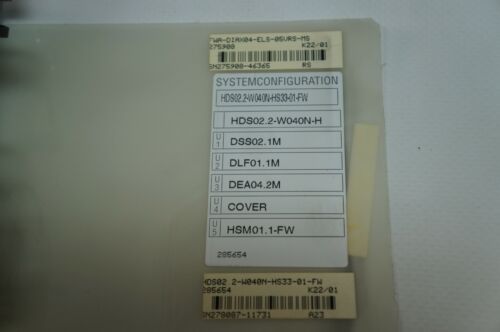 FWA-DIAX04-ELS-05VRS-MS
275900 K22/01
SN275900-46365 RS
SYSTEMCONFIGURATION
HDS02.2-W040N-HS33-01-FW
HDS02.2-W040N-H
U1 DSS02.1M
U2 DLF01.1M
U3 DEA04.2M
U4 COVER
U5 HSM01.1-FW
285654
HDS02 2-W040N-HS33-01-FW
285654 K22/01
SN278087-11731 A23